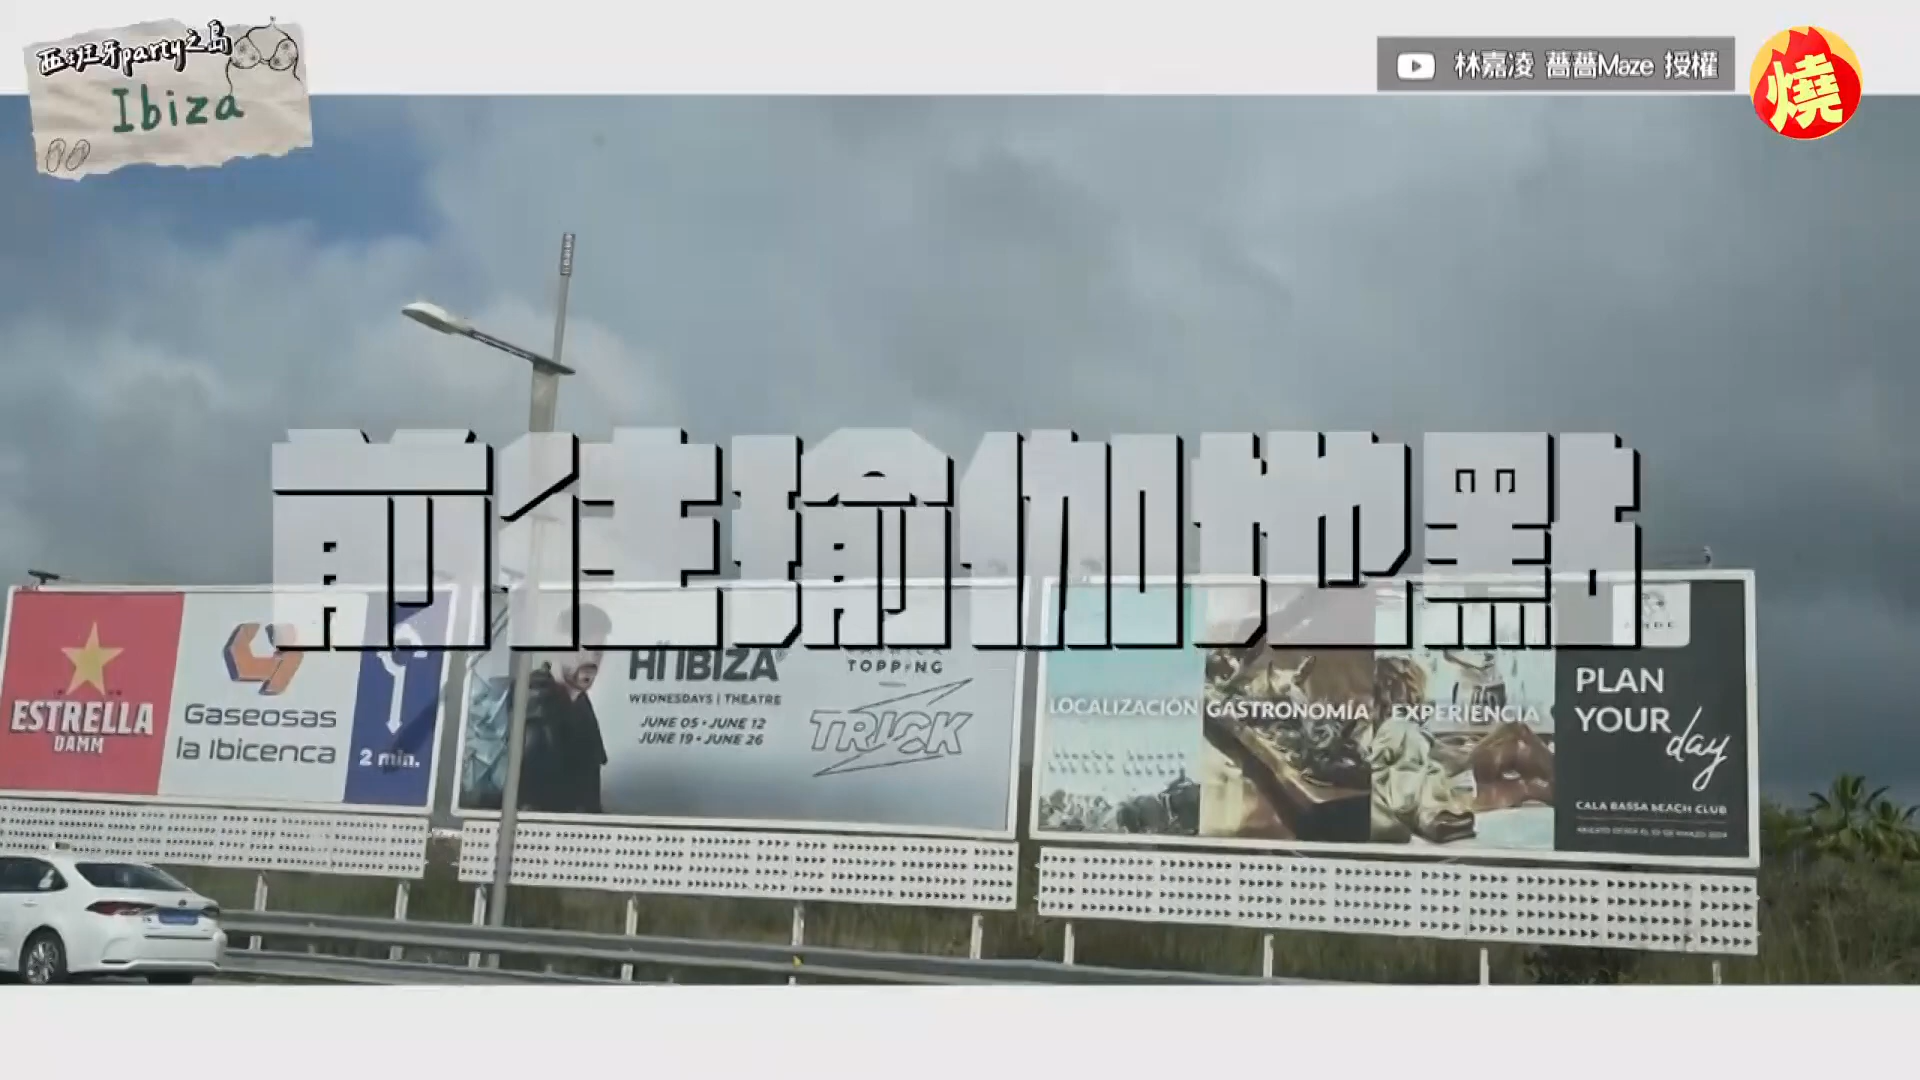 西班牙party之島
Ibiza
林嘉凌 薔薔Maze 授權
燒
前往瑜伽地點
ESTRELLA
DAMM
Gaseosas
la Ibicenca
2 min.
HÏ IBIZA
WEDNESDAYS | THEATRE
JUNE 05 • JUNE 12
JUNE 19 • JUNE 26
TOPPING
TRICK
LOCALIZACIÓN
GASTRONOMÍA
EXPERIENCIA
PLAN
YOUR
day
CALA BASSA BEACH CLUB